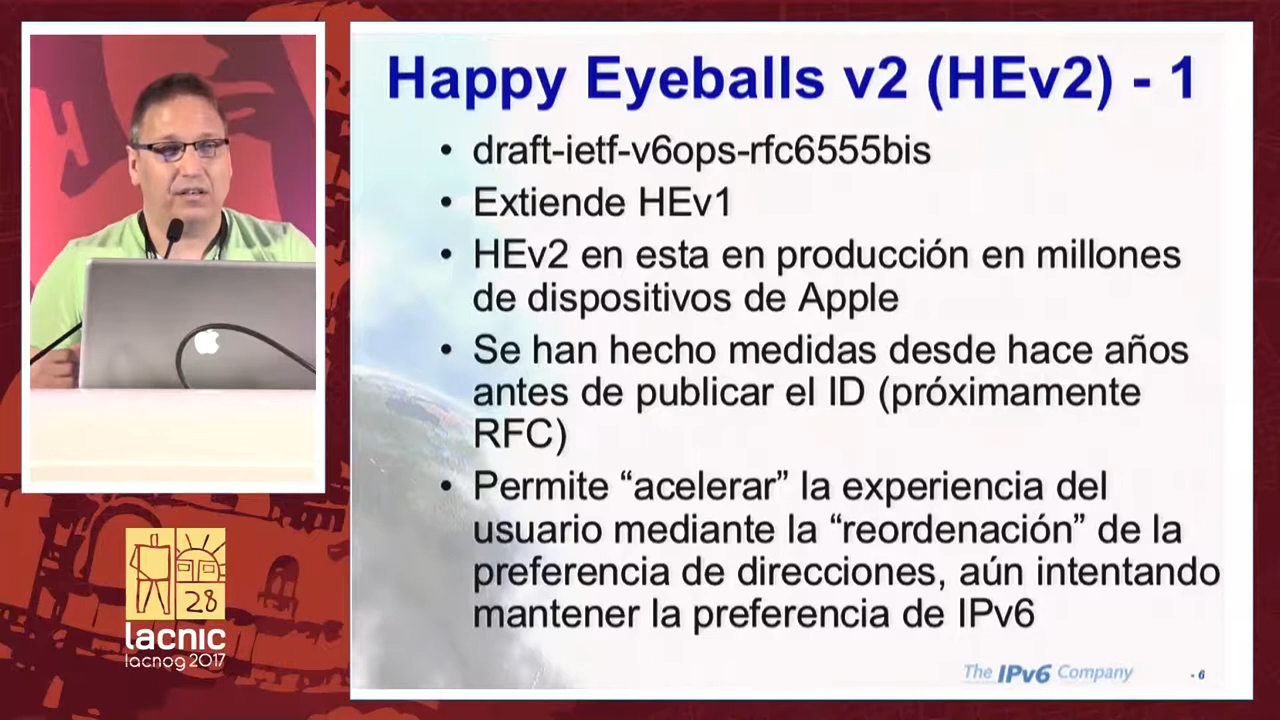 Happy Eyeballs v2 (HEv2) - 1
• draft-ietf-v6ops-rfc6555bis
• Extiende HEv1
• HEv2 en esta en producción en millones
de dispositivos de Apple
• Se han hecho medidas desde hace años
antes de publicar el ID (próximamente
RFC)
• Permite “acelerar” la experiencia del
usuario mediante la “reordenación” de la
preferencia de direcciones, aún intentando
mantener la preferencia de IPv6
The IPv6 Company
- 6
28
lacnic
lacnog 2017